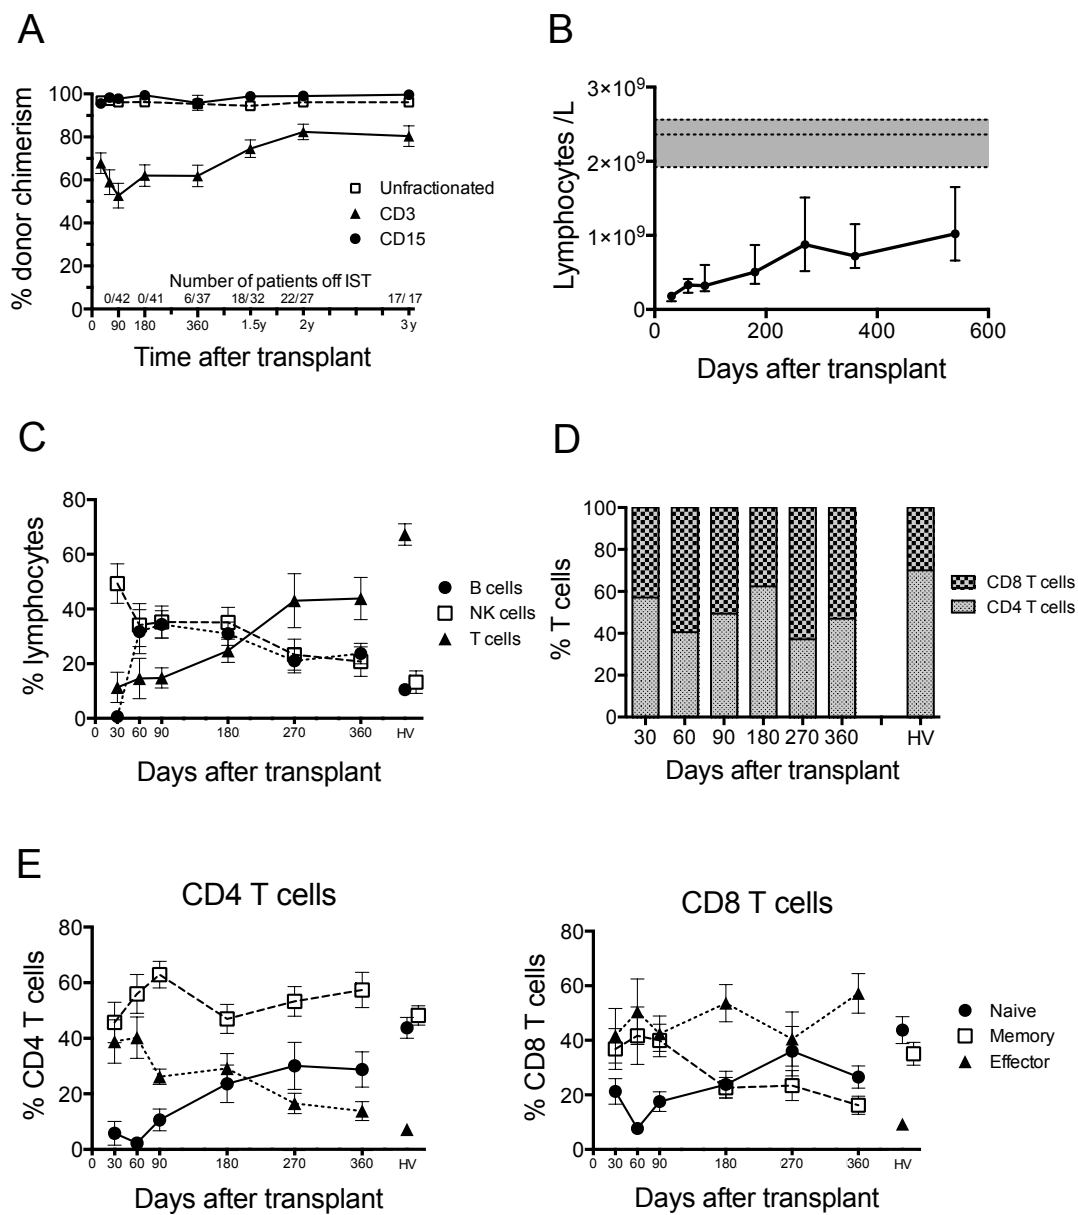 A
% donor chimerism
100
80
60
40
20
0
Unfractionated
CD3
CD15
Number of patients off IST
0/42 0/41 6/37 18/32 22/27 17/17
0 90 180 360 1.5y 2y 3y
Time after transplant
B
Lymphocytes /L
3×10⁹
2×10⁹
1×10⁹
0
0 200 400 600
Days after transplant
C
% lymphocytes
80
60
40
20
0
B cells
NK cells
T cells
0 30 60 90 180 270 360 HV
Days after transplant
D
% T cells
100
80
60
40
20
0
CD8 T cells
CD4 T cells
30 60 90 180 270 360 HV
Days after transplant
E
CD4 T cells
% CD4 T cells
80
60
40
20
0
0 30 60 90 180 270 360 HV
Days after transplant
CD8 T cells
% CD8 T cells
80
60
40
20
0
Naive
Memory
Effector
0 30 60 90 180 270 360 HV
Days after transplant